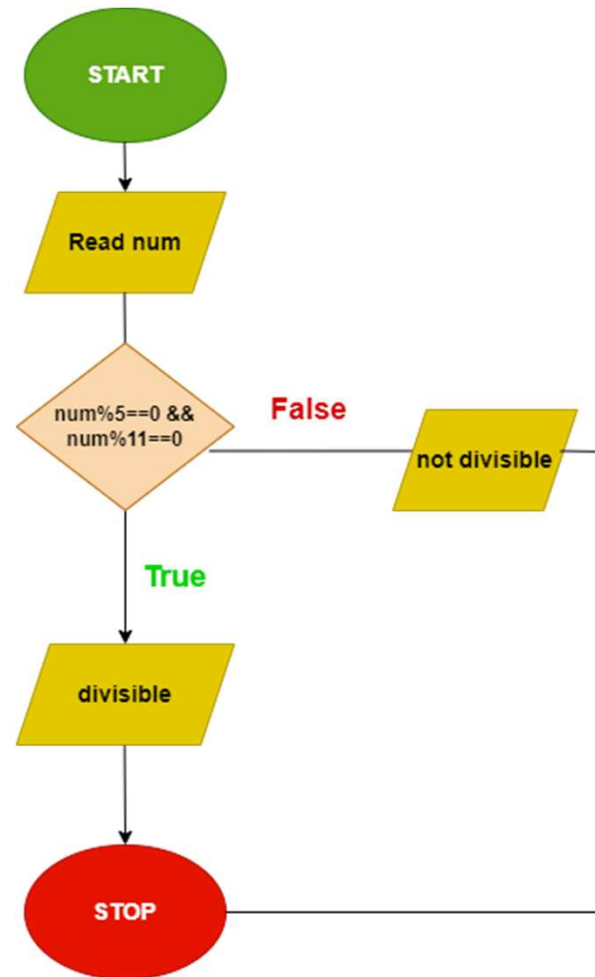 START
Read num
num%5==0 &&
num%11==0
False
not divisible
True
divisible
STOP